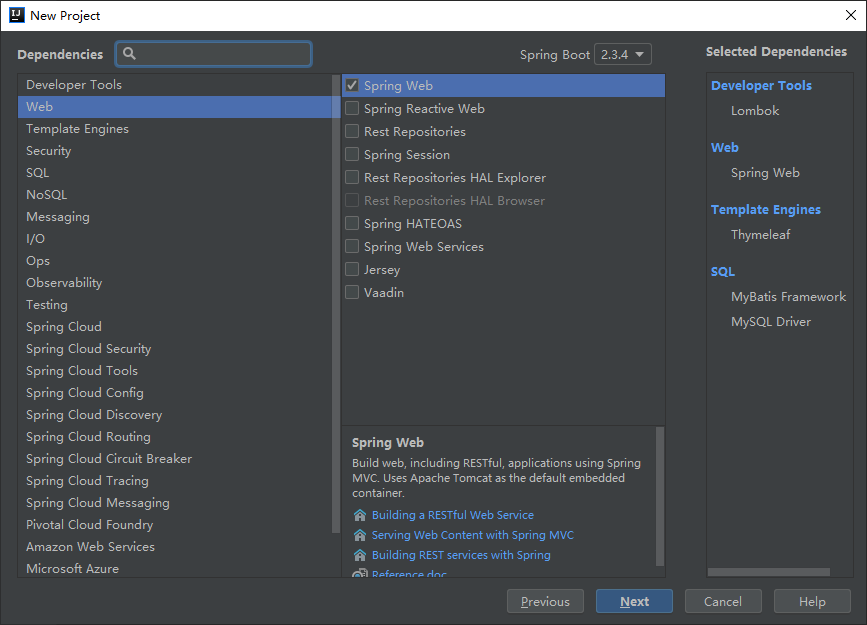 New Project
Dependencies
Spring Boot 2.3.4
Selected Dependencies
Developer Tools
Web
Template Engines
Security
SQL
NoSQL
Messaging
I/O
Ops
Observability
Testing
Spring Cloud
Spring Cloud Security
Spring Cloud Tools
Spring Cloud Config
Spring Cloud Discovery
Spring Cloud Routing
Spring Cloud Circuit Breaker
Spring Cloud Tracing
Spring Cloud Messaging
Pivotal Cloud Foundry
Amazon Web Services
Microsoft Azure
Spring Web
Spring Reactive Web
Rest Repositories
Spring Session
Rest Repositories HAL Explorer
Rest Repositories HAL Browser
Spring HATEOAS
Spring Web Services
Jersey
Vaadin
Spring Web
Build web, including RESTful, applications using Spring
MVC. Uses Apache Tomcat as the default embedded
container.
Building a RESTful Web Service
Serving Web Content with Spring MVC
Building REST services with Spring
Reference doc
Developer Tools
Lombok
Web
Spring Web
Template Engines
Thymeleaf
SQL
MyBatis Framework
MySQL Driver
Previous
Next
Cancel
Help